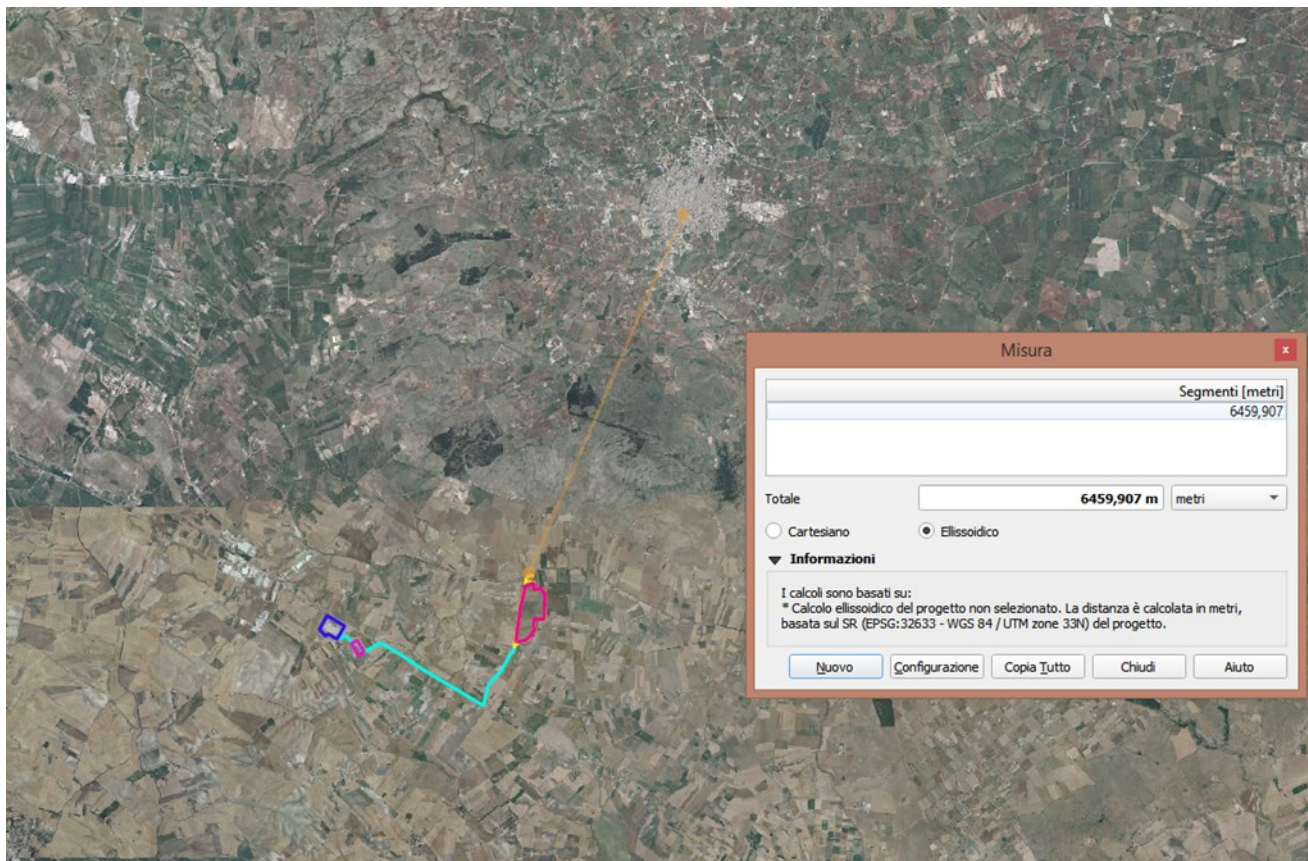 Misura
Segmenti [metri]
6459,907
Totale
6459,907 m
metri
Cartesiano
Ellissoidico
Informazioni
I calcoli sono basati su:
* Calcolo ellissoidico del progetto non selezionato. La distanza è calcolata in metri,
basata sul SR (EPSG:32633 - WGS 84 / UTM zone 33N) del progetto.
Nuovo
Configurazione
Copia Tutto
Chiudi
Aiuto